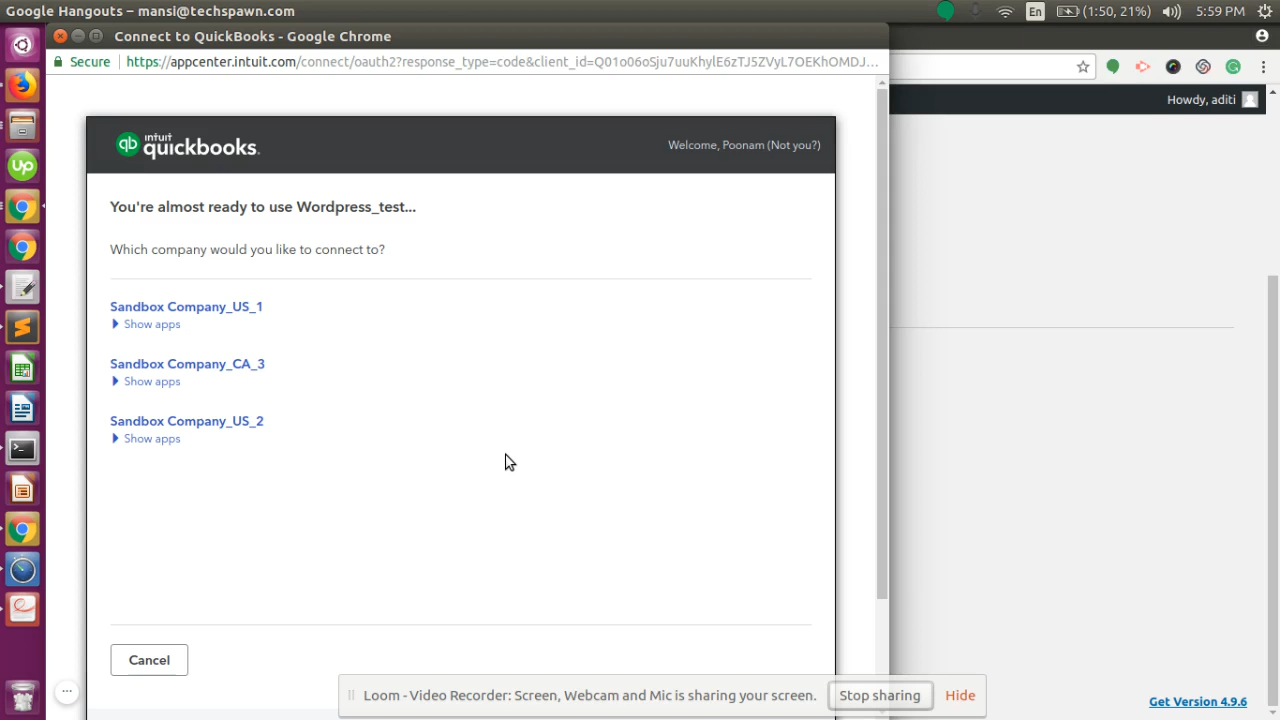 Google Hangouts – mansi@techspawn.com
En
(1:50, 21%)
5:59 PM
Connect to QuickBooks - Google Chrome
Secure
https://appcenter.intuit.com/connect/oauth2?response_type=code&client_id=Q01o06oSju7uuKhylE6zTJ5ZVyL7OEKhOMDJ...
Howdy, aditi
qb intuit quickbooks.
Welcome, Poonam (Not you?)
You're almost ready to use Wordpress_test...
Which company would you like to connect to?
Sandbox Company_US_1
Show apps
Sandbox Company_CA_3
Show apps
Sandbox Company_US_2
Show apps
Cancel
...
Loom - Video Recorder: Screen, Webcam and Mic is sharing your screen.
Stop sharing
Hide
Get Version 4.9.6
up